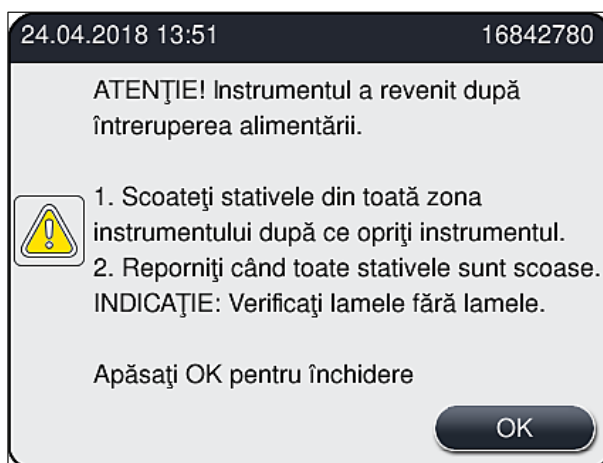 24.04.2018 13:51 16842780
ATENŢIE! Instrumentul a revenit după
întreruperea alimentării.
1. Scoateţi stativele din toată zona
instrumentului după ce opriţi instrumentul.
2. Reporniţi când toate stativele sunt scoase.
INDICAŢIE: Verificaţi lamele fără lamele.
Apăsaţi OK pentru închidere
OK